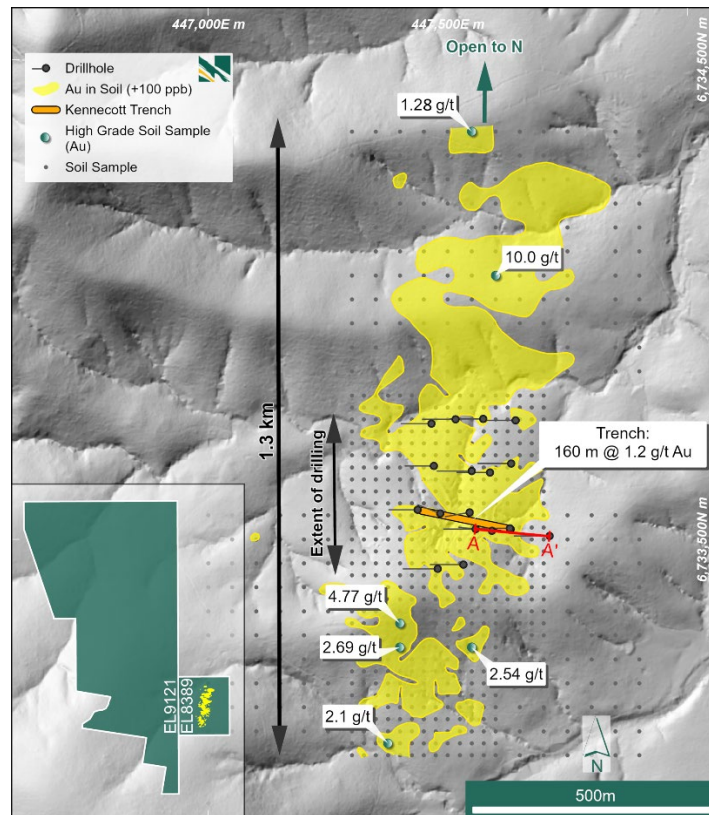 447,000E m
447,500E m
6,734,500N m
Open to N
Drillhole
Au in Soil (+100 ppb)
Kennecott Trench
High Grade Soil Sample
(Au)
Soil Sample
1.28 g/t
10.0 g/t
1.3 km
Extent of drilling
Trench:
160 m @ 1.2 g/t Au
A
A'
6,733,500N m
4.77 g/t
2.69 g/t
2.54 g/t
2.1 g/t
EL9121
EL8389
N
500m